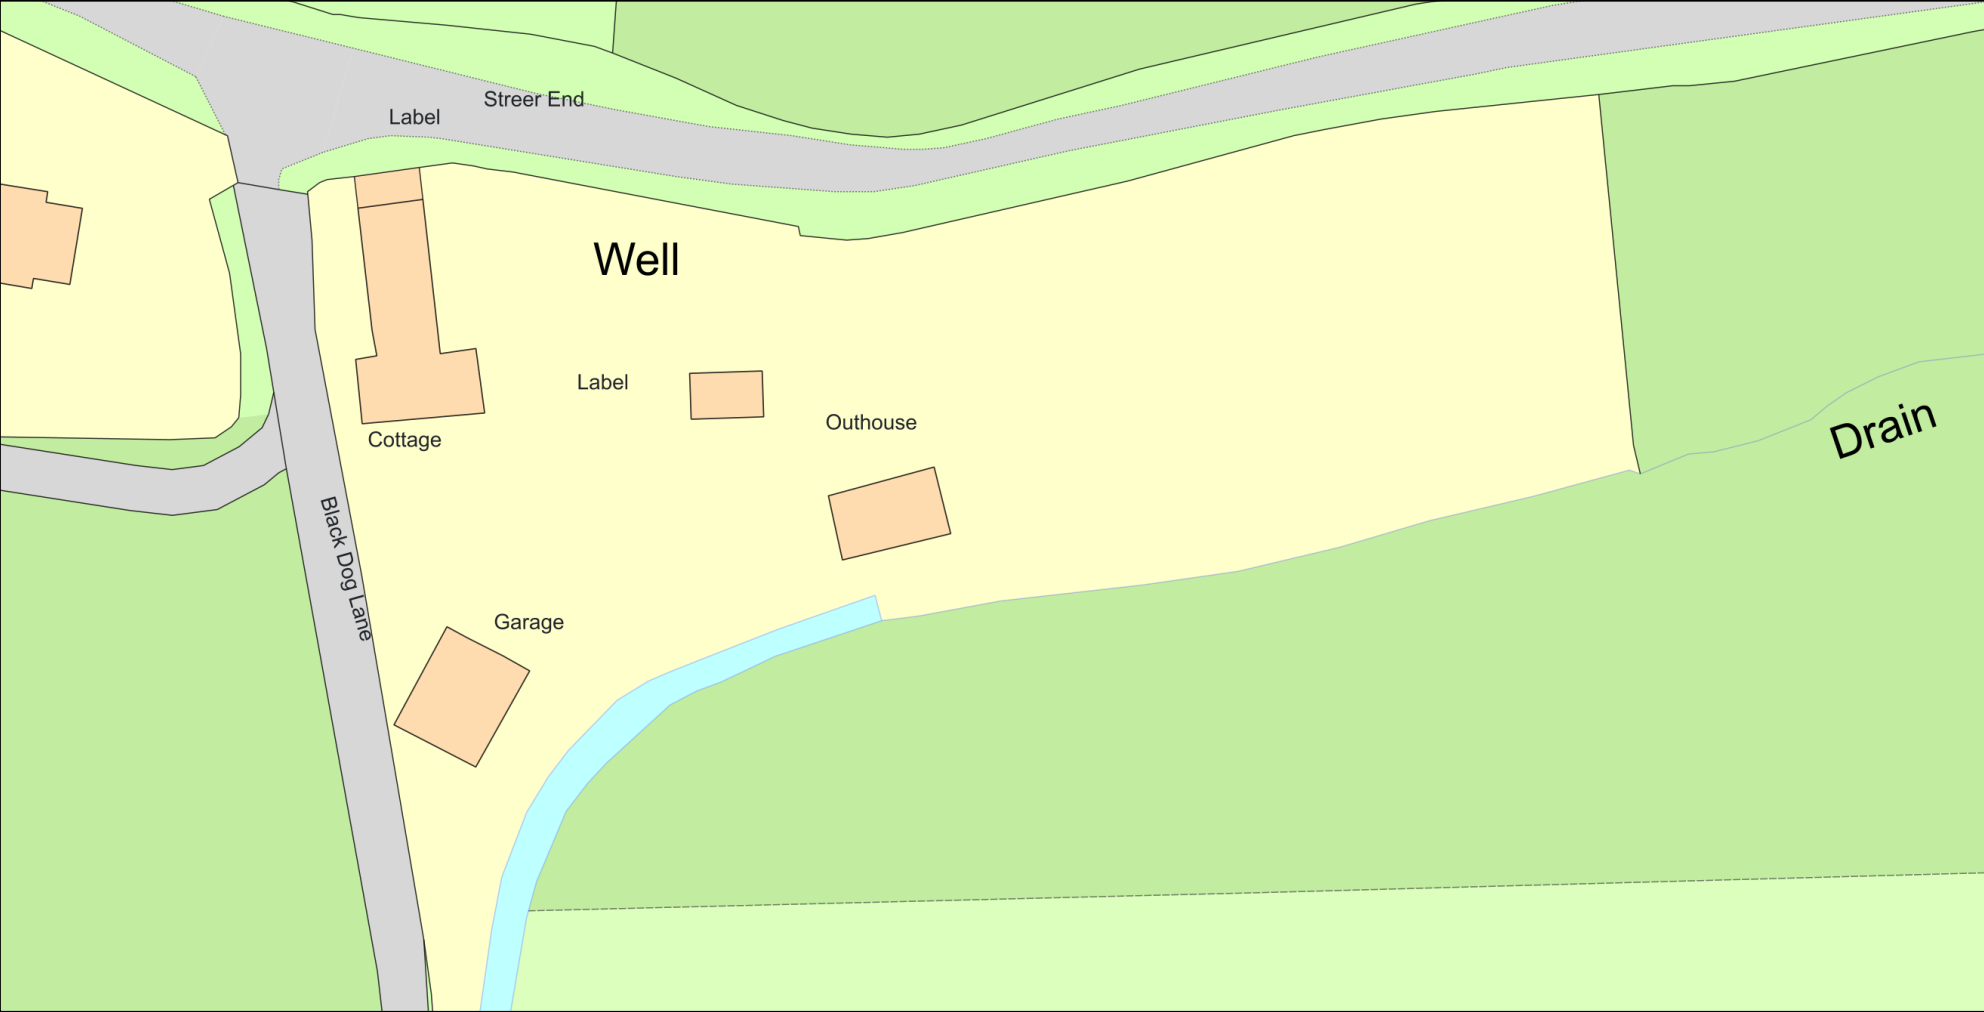 Streer End
Label
Well
Label
Outhouse
Drain
Cottage
Black Dog Lane
Garage